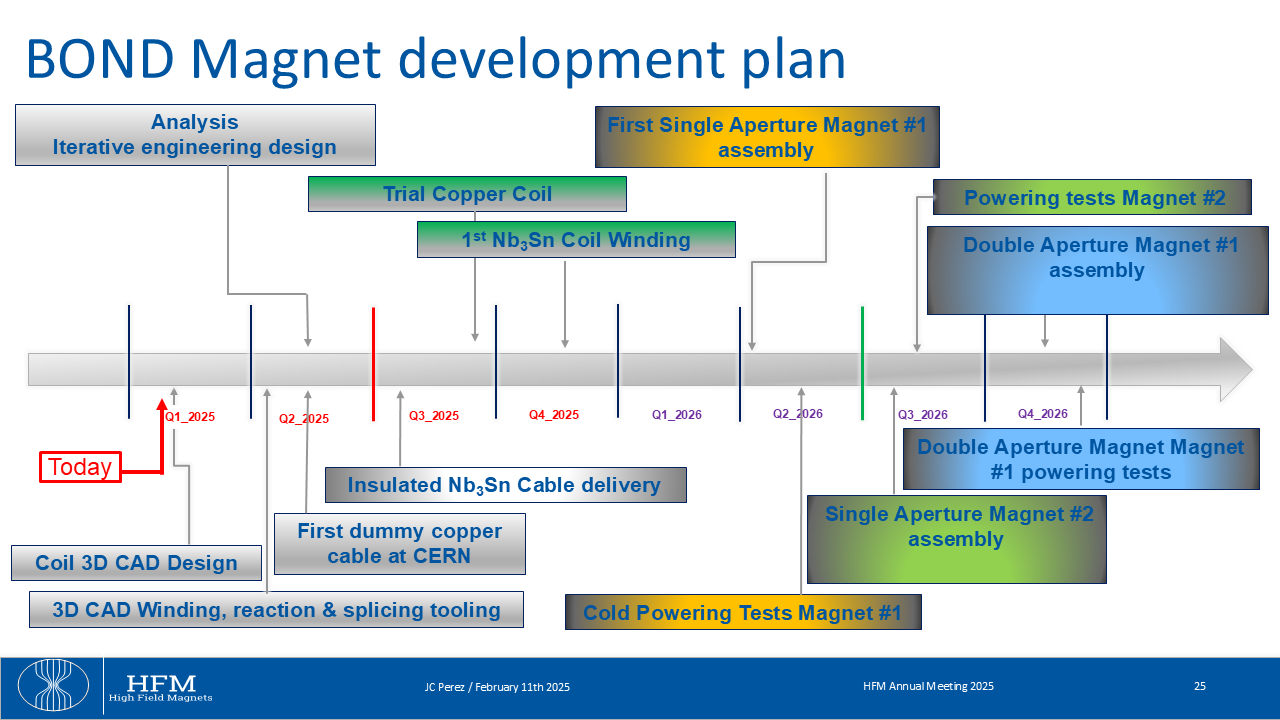 BOND Magnet development plan
Analysis
Iterative engineering design
First Single Aperture Magnet #1
assembly
Trial Copper Coil
Powering tests Magnet #2
1st Nb3Sn Coil Winding
Double Aperture Magnet #1
assembly
Q1_2025
Q2_2025
Q3_2025
Q4_2025
Q1_2026
Q2_2026
Q3_2026
Q4_2026
Today
Double Aperture Magnet Magnet
#1 powering tests
Insulated Nb3Sn Cable delivery
Single Aperture Magnet #2
assembly
First dummy copper
cable at CERN
Coil 3D CAD Design
3D CAD Winding, reaction & splicing tooling
Cold Powering Tests Magnet #1
HFM
High Field Magnets
JC Perez / February 11th 2025
HFM Annual Meeting 2025
25